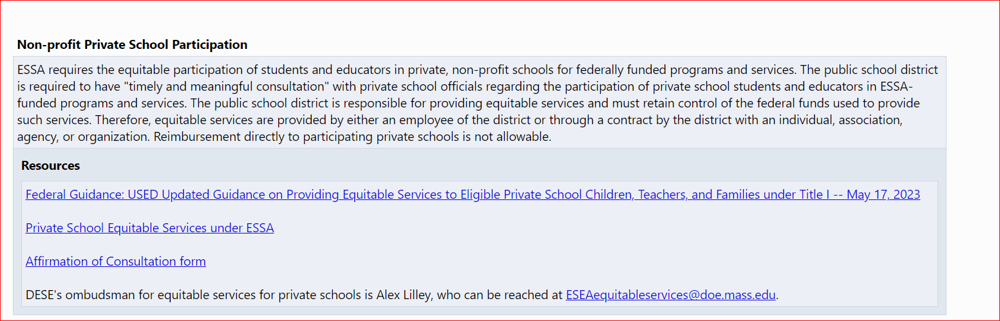 Non-profit Private School Participation
ESSA requires the equitable participation of students and educators in private, non-profit schools for federally funded programs and services. The public school district
is required to have "timely and meaningful consultation" with private school officials regarding the participation of private school students and educators in ESSA-
funded programs and services. The public school district is responsible for providing equitable services and must retain control of the federal funds used to provide
such services. Therefore, equitable services are provided by either an employee of the district or through a contract by the district with an individual, association,
agency, or organization. Reimbursement directly to participating private schools is not allowable.
Resources
Federal Guidance: USED Updated Guidance on Providing Equitable Services to Eligible Private School Children, Teachers, and Families under Title I -- May 17, 2023
Private School Equitable Services under ESSA
Affirmation of Consultation form
DESE's ombudsman for equitable services for private schools is Alex Lilley, who can be reached at ESEAequitableservices@doe.mass.edu.